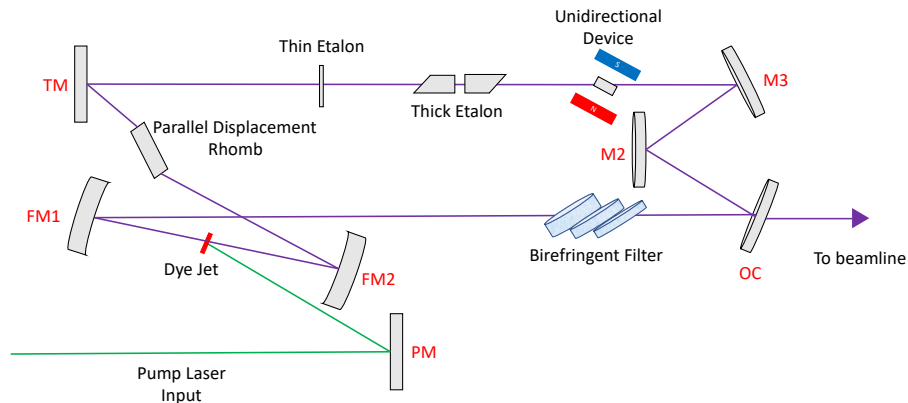 Unidirectional
Device
Thin Etalon
S
M3
TM
N
Thick Etalon
Parallel Displacement
Rhomb
M2
FM1
Birefringent Filter
OC
To beamline
Dye Jet
FM2
PM
Pump Laser
Input